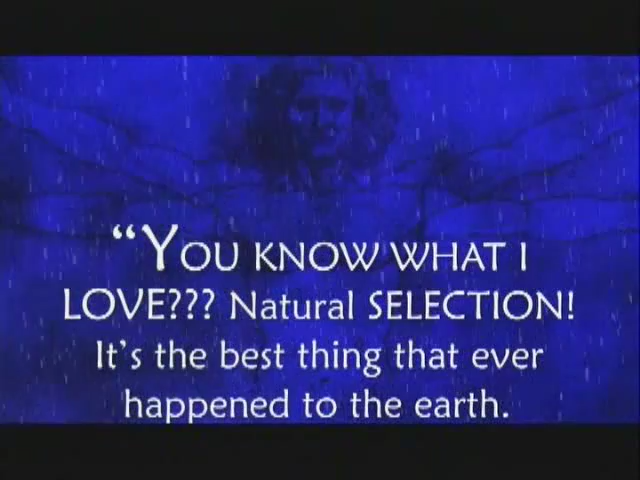 “YOU KNOW WHAT I
LOVE??? Natural SELECTION!
It's the best thing that ever
happened to the earth.